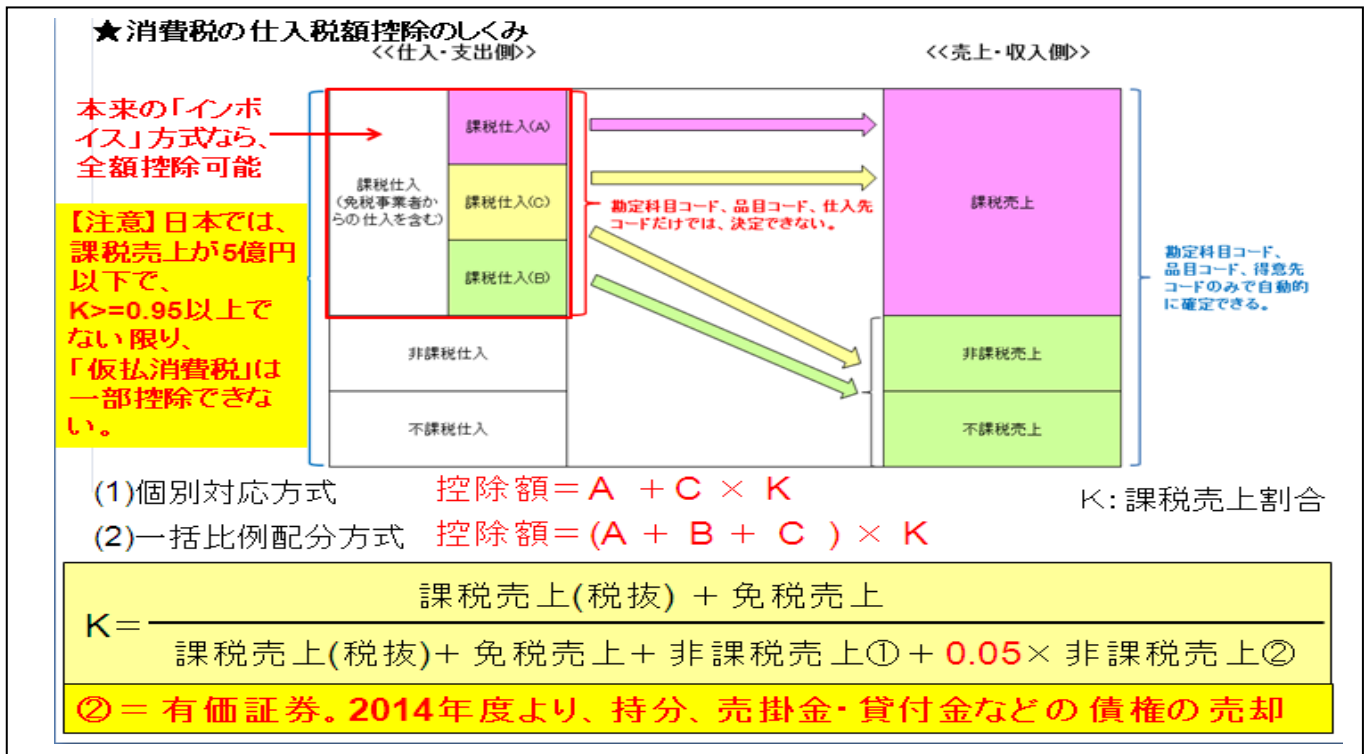 ★消費税の仕入税額控除のしくみ
<<仕入・支出側>>
<<売上・収入側>>
本来の「インボ
イス」方式なら、
全額控除可能
【注意】日本では、
課税売上が5億円
以下で、
K>=0.95以上で
ない限り、
「仮払消費税」は
一部控除できな
い。
課税仕入
(免税事業者か
らの仕入を含む)
課税仕入(A)
課税仕入(C)
課税仕入(B)
非課税仕入
不課税仕入
勘定科目コード、品目コード、仕入先
コードだけでは、決定できない。
課税売上
非課税売上
不課税売上
勘定科目コード、
品目コード、得意先
コードのみで自動的
に確定できる。
(1)個別対応方式 控除額=A +C × K
K:課税売上割合
(2)一括比例配分方式 控除額=(A + B + C ) × K
課税売上(税抜) + 免税売上
K=
課税売上(税抜)+ 免税売上+ 非課税売上①+ 0.05× 非課税売上②
②= 有価証券。2014年度より、持分、売掛金・貸付金などの債権の売却